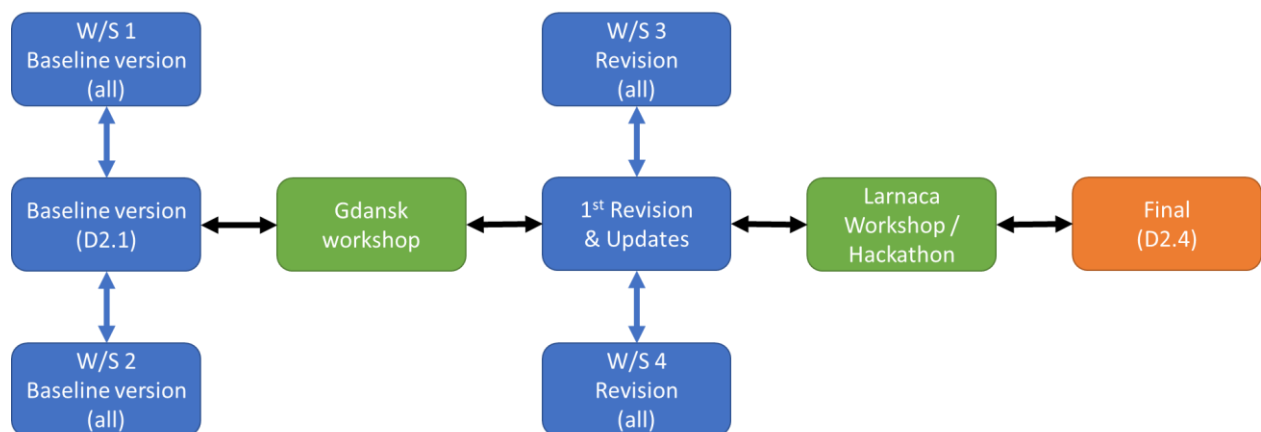 W/S 1
Baseline version
(all)
W/S 3
Revision
(all)
Baseline version
(D2.1)
Gdansk
workshop
1st Revision
& Updates
Larnaca
Workshop /
Hackathon
Final
(D2.4)
W/S 2
Baseline version
(all)
W/S 4
Revision
(all)